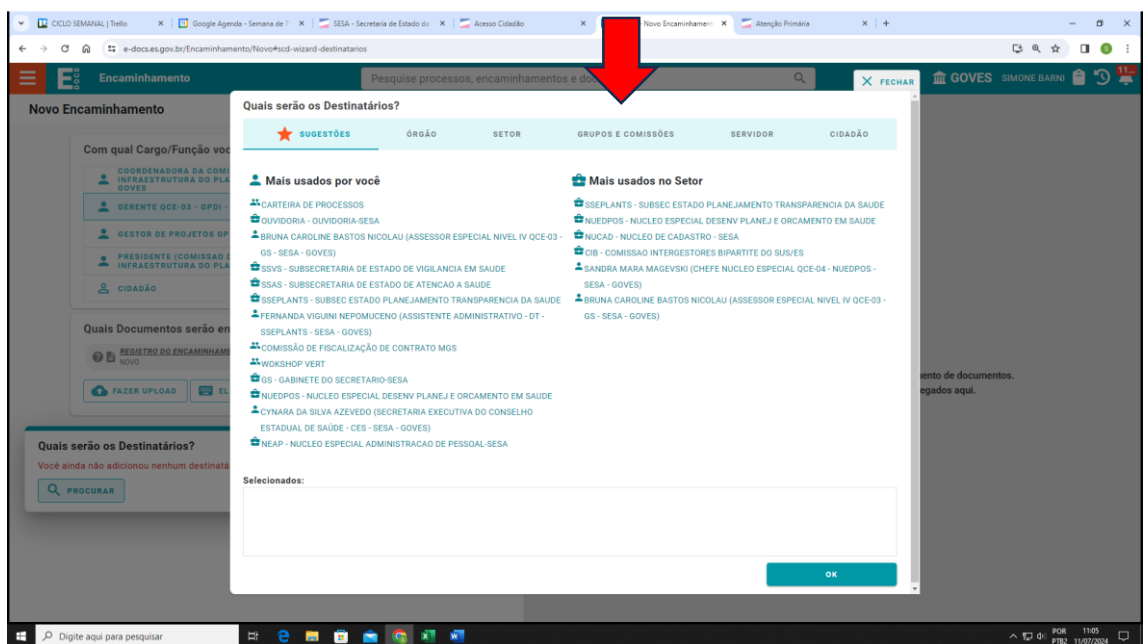 CICLO SEMANAL | Trello
Google Agenda - Semana de 7
SESA - Secretaria de Estado da
Acesso Cidadão
Novo Encaminhament
Atenção Primária
e-docs.es.gov.br/Encaminhamento/Novo#scd-wizard-destinatarios
Encaminhamento
Pesquise processos, encaminhamentos e do
FECHAR
GOVES SIMONE BARNI
11...
Novo Encaminhamento
Com qual Cargo/Função voc
COORDENADORA DA COMI
INFRAESTRUTURA DO PLA
GOVES
GERENTE QCE-03 - GPDI -
GESTOR DE PROJETOS GP
PRESIDENTE (COMISSAO D
INFRAESTRUTURA DO PLA
CIDADÃO
Quais Documentos serão en
REGISTRO DO ENCAMINHAME
NOVO
FAZER UPLOAD
EL
Quais serão os Destinatários?
Você ainda não adicionou nenhum destinatá
PROCURAR
Quais serão os Destinatários?
SUGESTÕES
ÓRGÃO
SETOR
GRUPOS E COMISSÕES
SERVIDOR
CIDADÃO
Mais usados por você
CARTEIRA DE PROCESSOS
OUVIDORIA - OUVIDORIA-SESA
BRUNA CAROLINE BASTOS NICOLAU (ASSESSOR ESPECIAL NIVEL IV QCE-03 -
GS - SESA - GOVES)
SSVS - SUBSECRETARIA DE ESTADO DE VIGILANCIA EM SAUDE
SSAS - SUBSECRETARIA DE ESTADO DE ATENCAO A SAUDE
SSEPLANTS - SUBSEC ESTADO PLANEJAMENTO TRANSPARENCIA DA SAUDE
FERNANDA VIGUINI NEPOMUCENO (ASSISTENTE ADMINISTRATIVO - DT -
SSEPLANTS - SESA - GOVES)
COMISSÃO DE FISCALIZAÇÃO DE CONTRATO MGS
WOKSHOP VERT
GS - GABINETE DO SECRETARIO-SESA
NUEDPOS - NUCLEO ESPECIAL DESENV PLANEJ E ORCAMENTO EM SAUDE
CYNARA DA SILVA AZEVEDO (SECRETARIA EXECUTIVA DO CONSELHO
ESTADUAL DE SAÚDE - CES - SESA - GOVES)
NEAP - NUCLEO ESPECIAL ADMINISTRACAO DE PESSOAL-SESA
Mais usados no Setor
SSEPLANTS - SUBSEC ESTADO PLANEJAMENTO TRANSPARENCIA DA SAUDE
NUEDPOS - NUCLEO ESPECIAL DESENV PLANEJ E ORCAMENTO EM SAUDE
NUCAD - NUCLEO DE CADASTRO - SESA
CIB - COMISSAO INTERGESTORES BIPARTITE DO SUS/ES
SANDRA MARA MAGEVSKI (CHEFE NUCLEO ESPECIAL QCE-04 - NUEDPOS -
SESA - GOVES)
BRUNA CAROLINE BASTOS NICOLAU (ASSESSOR ESPECIAL NIVEL IV QCE-03 -
GS - SESA - GOVES)
Selecionados:
OK
ento de documentos.
egados aqui.
Digite aqui para pesquisar
POR
PTB2
11:05
11/07/2024